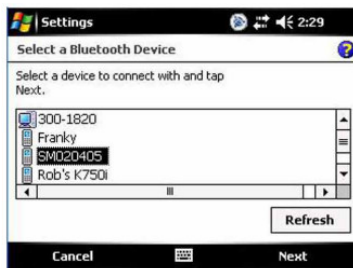 Settings 2:29
Select a Bluetooth Device
Select a device to connect with and tap
Next.
300-1820
Franky
SM020405
Rob's K750i
Refresh
Cancel Next